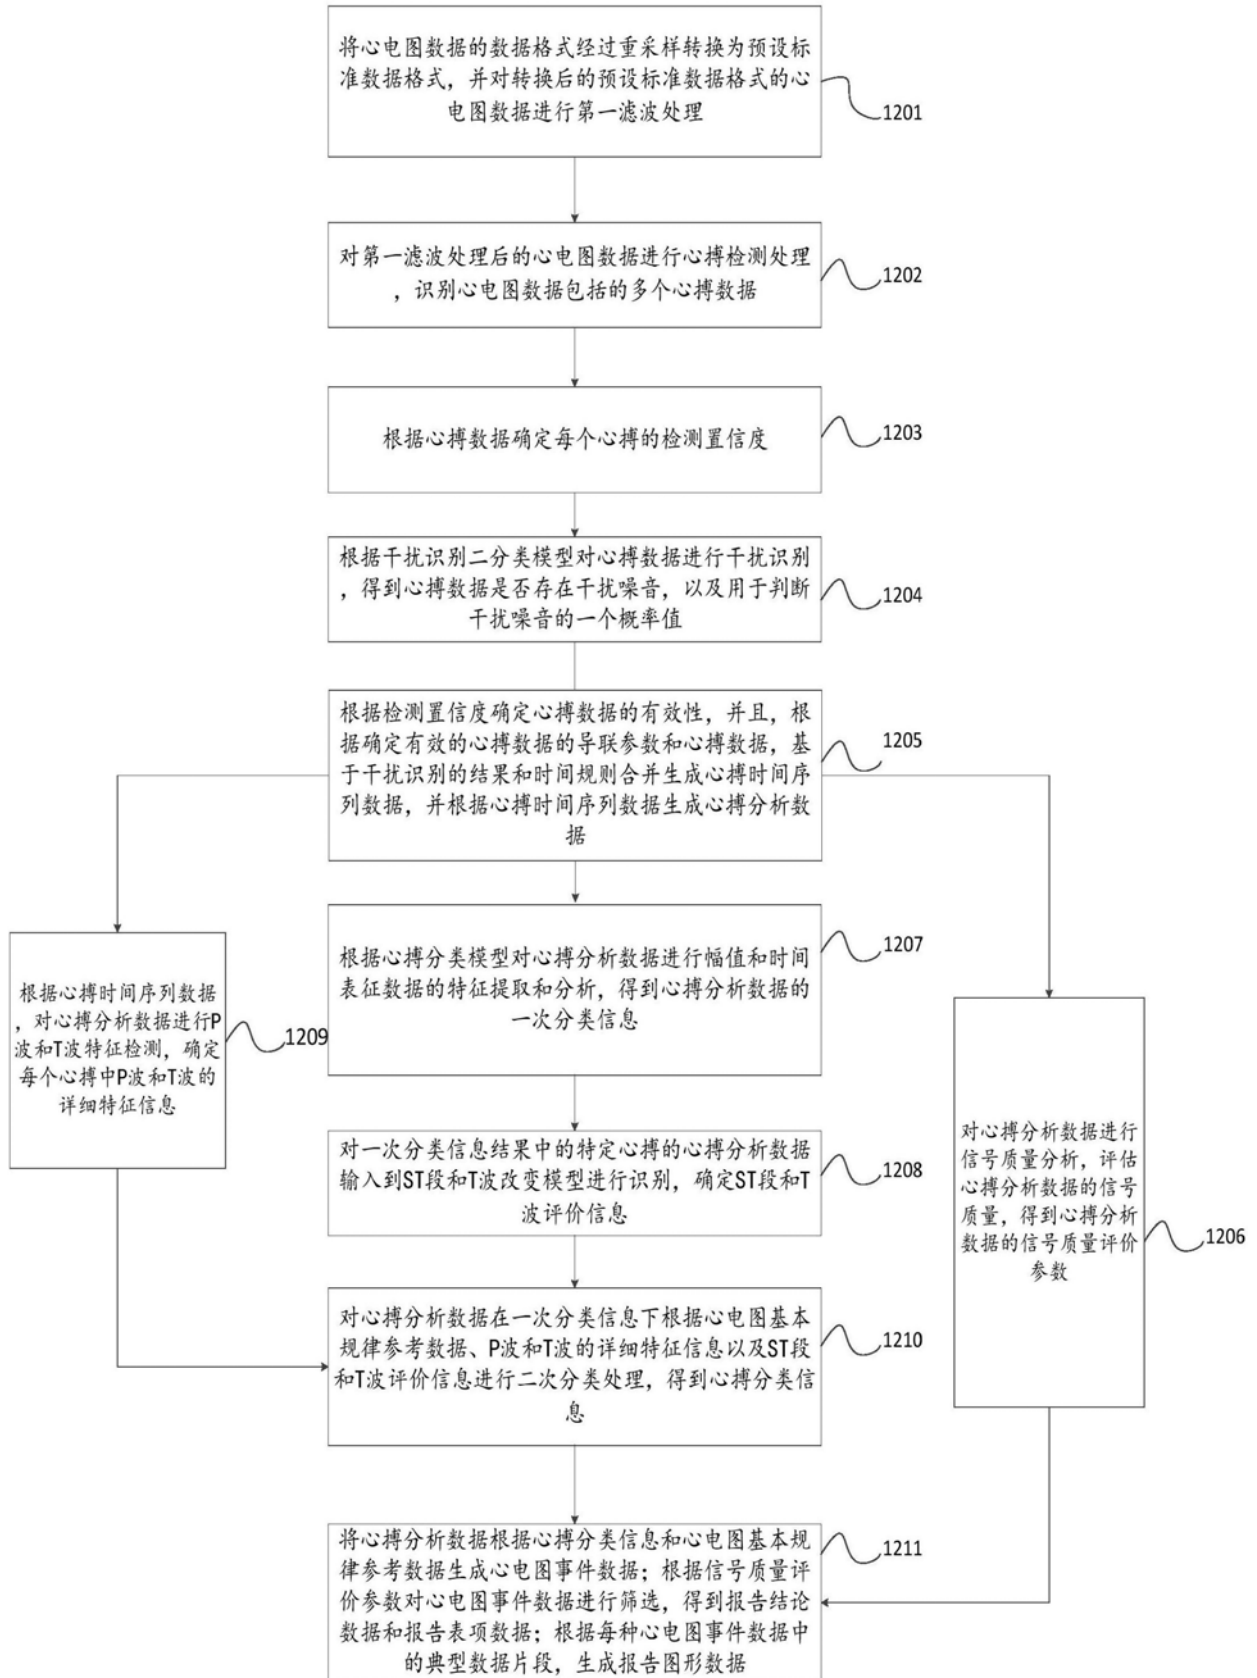 将心电图数据的数据格式经过重采样转换为预设标
准数据格式，并对转换后的预设标准数据格式的心
电图数据进行第一滤波处理
1201
对第一滤波处理后的心电图数据进行心搏检测处理
，识别心电图数据包括的多个心搏数据
1202
根据心搏数据确定每个心搏的检测置信度
1203
根据干扰识别二分类模型对心搏数据进行干扰识别
，得到心搏数据是否存在干扰噪音，以及用于判断
干扰噪音的一个概率值
1204
根据检测置信度确定心搏数据的有效性，并且，根
据确定有效的心搏数据的导联参数和心搏数据，基
于干扰识别的结果和时间规则合并生成心搏时间序
列数据，并根据心搏时间序列数据生成心搏分析数
据
1205
根据心搏分类模型对心搏分析数据进行幅值和时间
表征数据的特征提取和分析，得到心搏分析数据的
一次分类信息
1207
根据心搏时间序列数据
，对心搏分析数据进行P
波和T波特征检测，确定
每个心搏中P波和T波的
详细特征信息
1209
对一次分类信息结果中的特定心搏的心搏分析数据
输入到ST段和T波改变模型进行识别，确定ST段和T
波评价信息
1208
对心搏分析数据进行
信号质量分析，评估
心搏分析数据的信号
质量，得到心搏分析
数据的信号质量评价
参数
1206
对心搏分析数据在一次分类信息下根据心电图基本
规律参考数据、P波和T波的详细特征信息以及ST段
和T波评价信息进行二次分类处理，得到心搏分类信
息
1210
将心搏分析数据根据心搏分类信息和心电图基本规
律参考数据生成心电图事件数据；根据信号质量评
价参数对心电图事件数据进行筛选，得到报告结论
数据和报告表项数据；根据每种心电图事件数据中
的典型数据片段，生成报告图形数据
1211